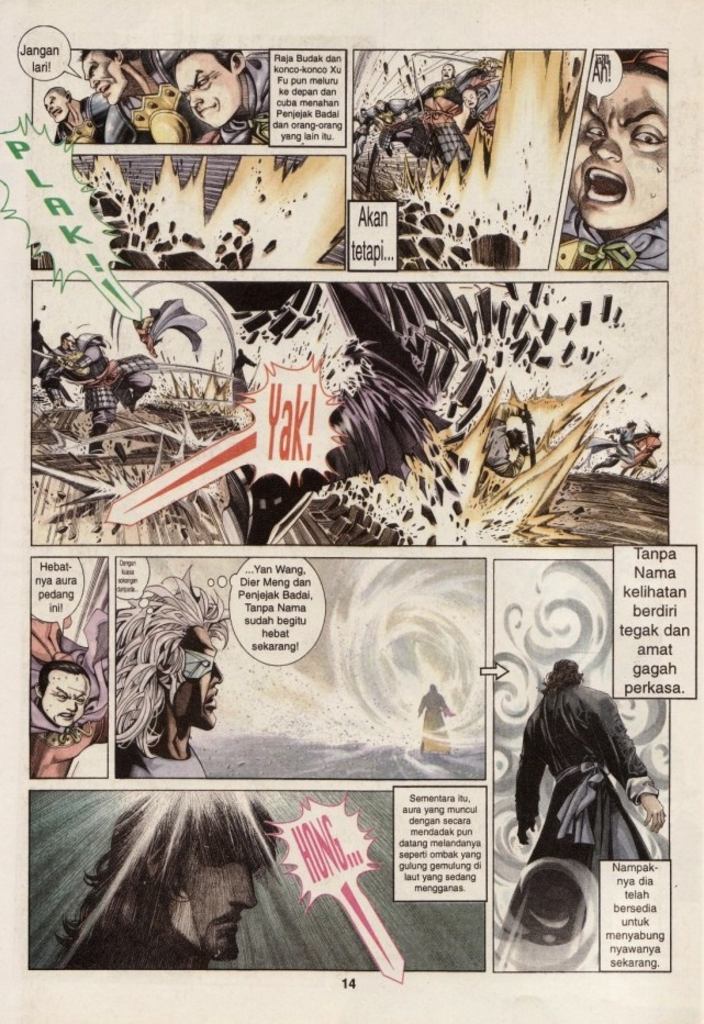 Jangan
lari!
Raja Budak dan
konco-konco Xu
Fu pun meluru
ke depan dan
cuba menahan
Penjejak Badai
dan orang-orang
yang lain itu.
PLAK!!
Akan
tetapi...
Ah!
Yak!
Hebat-
nya aura
pedang
ini!
Dengan
kuasa
sokongan
daripada...
...Yan Wang,
Dier Meng dan
Penjejak Badai,
Tanpa Nama
sudah begitu
hebat
sekarang!
Tanpa
Nama
kelihatan
berdiri
tegak dan
amat
gagah
perkasa.
HONG...
Sementara itu,
aura yang muncul
dengan secara
mendadak pun
datang melandanya
seperti ombak yang
gulung gemulung di
laut yang sedang
mengganas.
Nampak-
nya dia
telah
bersedia
untuk
menyabung
nyawanya
sekarang.
14